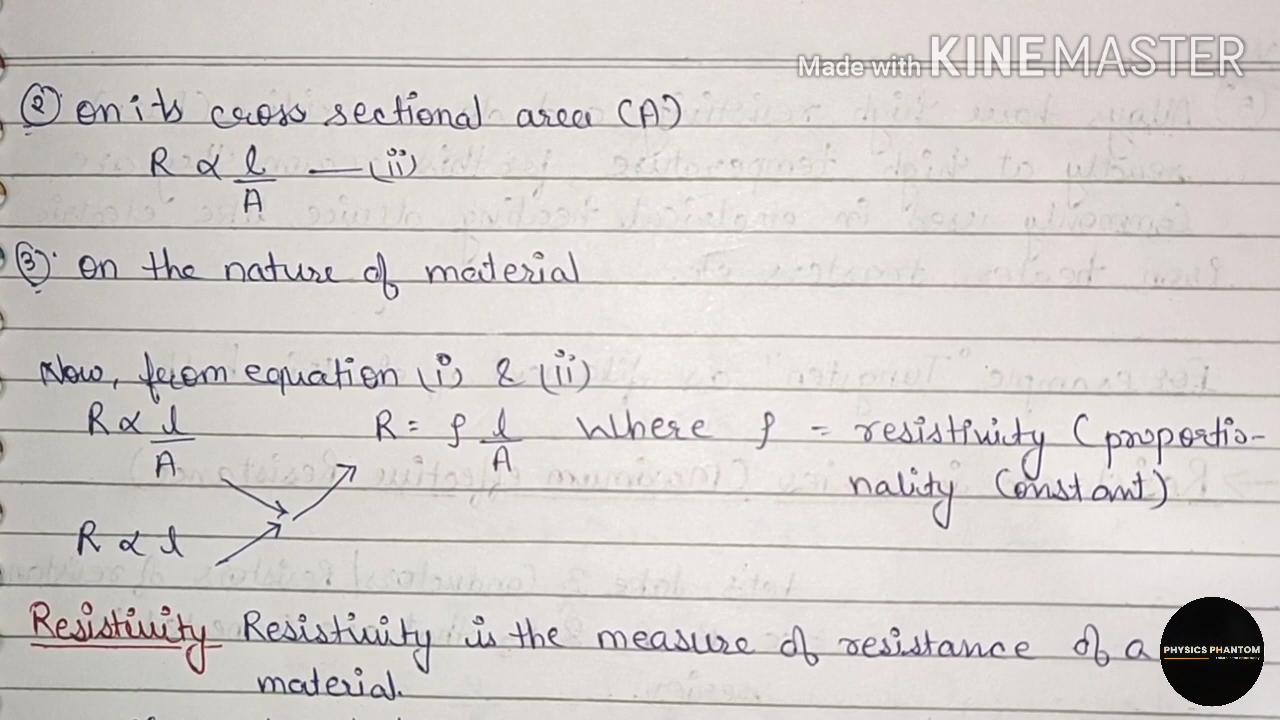 Made with KINEMASTER
(2) on its cross sectional area (A)
R ∝ l/A —(ii)
(3) on the nature of material
Now, from equation (i) & (ii)
R ∝ l/A R = ρ l/A Where ρ = resistivity (proportio-
nality Constant)
R ∝ l
Resistivity Resistivity is the measure of resistance of a
material.
PHYSICS PHANTOM